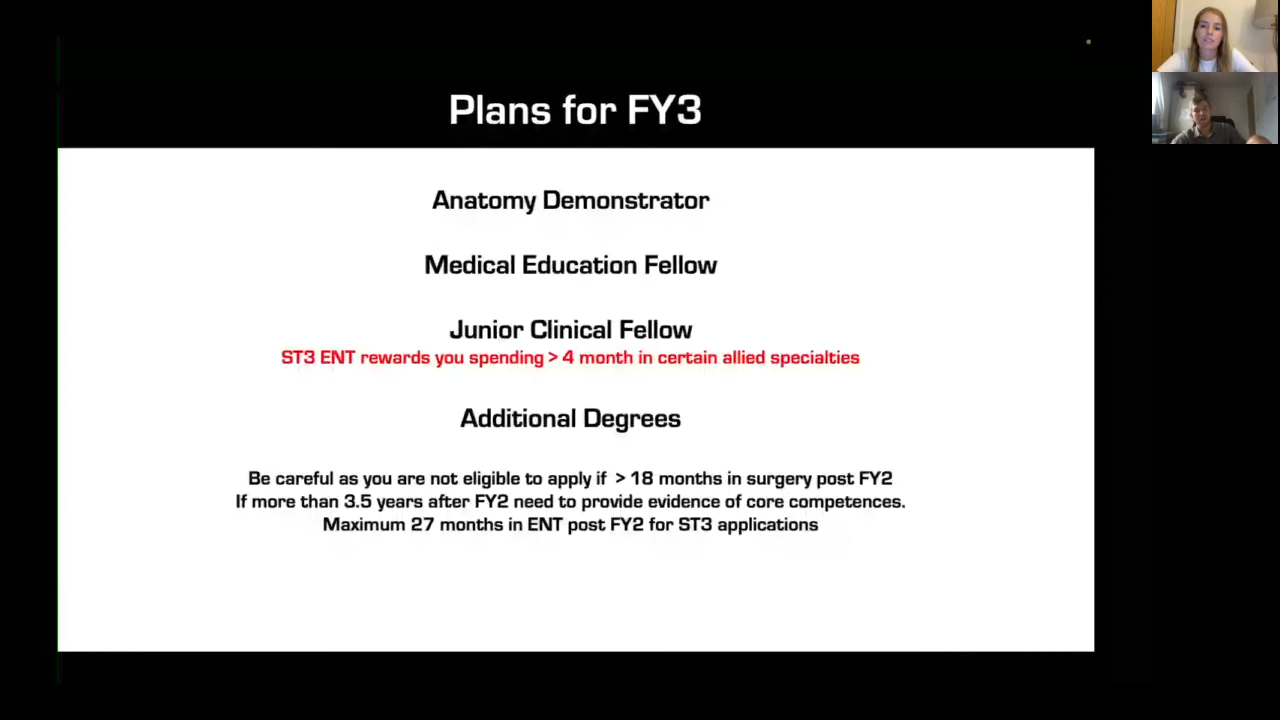 Plans for FY3
Anatomy Demonstrator
Medical Education Fellow
Junior Clinical Fellow
ST3 ENT rewards you spending > 4 month in certain allied specialties
Additional Degrees
Be careful as you are not eligible to apply if > 18 months in surgery post FY2
If more than 3.5 years after FY2 need to provide evidence of core competences.
Maximum 27 months in ENT post FY2 for ST3 applications